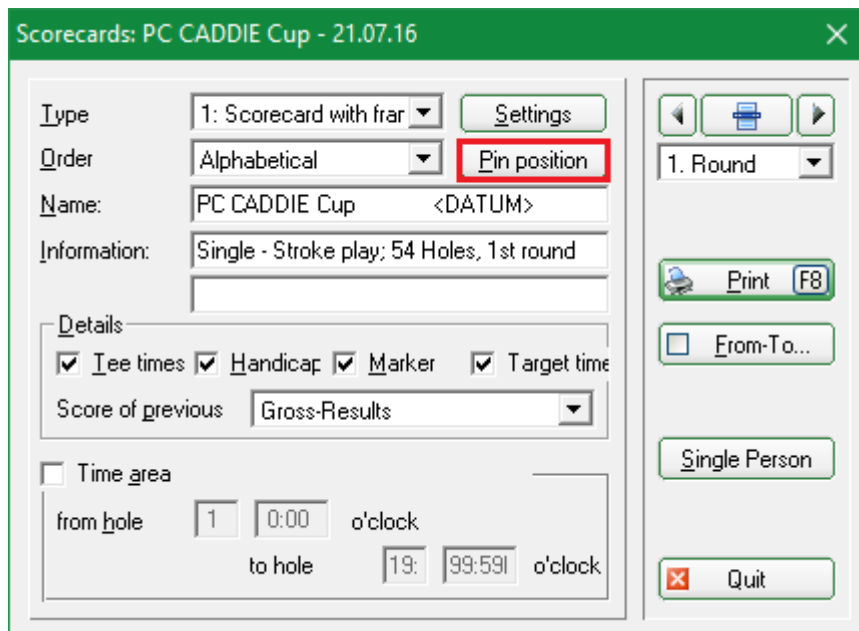 Scorecards: PC CADDIE Cup - 21.07.16
Type 1: Scorecard with frar Settings
Order Alphabetical Pin position
Name: PC CADDIE Cup <DATUM>
Information: Single - Stroke play; 54 Holes, 1st round
Details
Tee times Handicap Marker Target time
Score of previous Gross-Results
Time area
from hole 1 0:00 o'clock
to hole 19: 99:59 o'clock
1. Round
Print F8
From-To...
Single Person
Quit